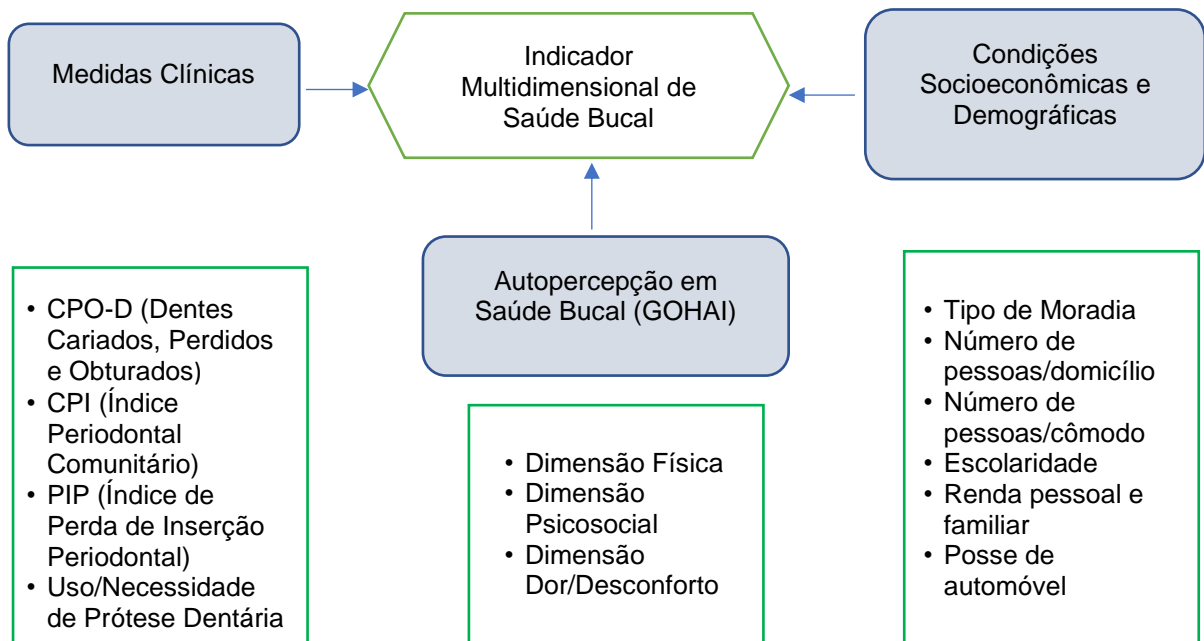 Medidas Clínicas
Indicador
Multidimensional de
Saúde Bucal
Condições
Socioeconômicas e
Demográficas
Autopercepção em
Saúde Bucal (GOHAI)
• CPO-D (Dentes
Cariados, Perdidos
e Obturados)
• CPI (Índice
Periodontal
Comunitário)
• PIP (Índice de
Perda de Inserção
Periodontal)
• Uso/Necessidade
de Prótese Dentária
• Dimensão Física
• Dimensão
Psicosocial
• Dimensão
Dor/Desconforto
• Tipo de Moradia
• Número de
pessoas/domicílio
• Número de
pessoas/cômodo
• Escolaridade
• Renda pessoal e
familiar
• Posse de
automóvel